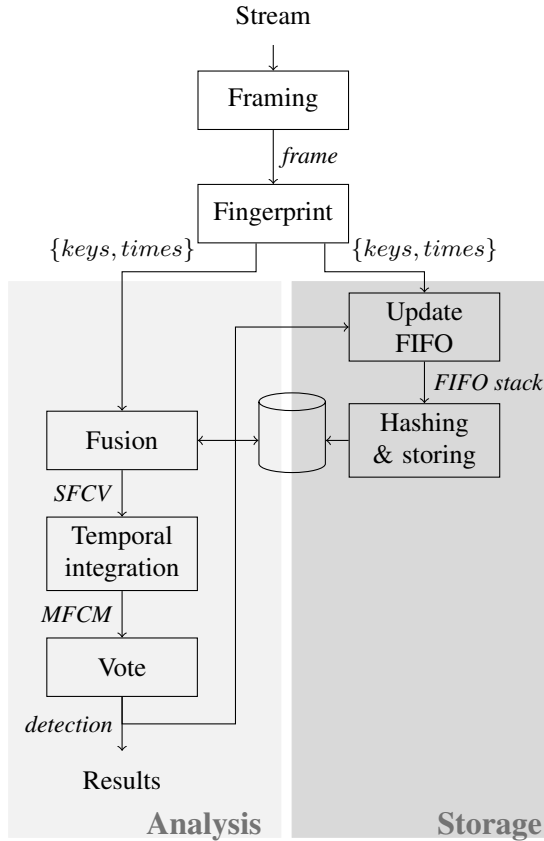 Stream
Framing
frame
Fingerprint
{keys, times}
{keys, times}
Update
FIFO
FIFO stack
Hashing
& storing
Fusion
SFCV
Temporal
integration
MFCM
Vote
detection
Results
Analysis
Storage